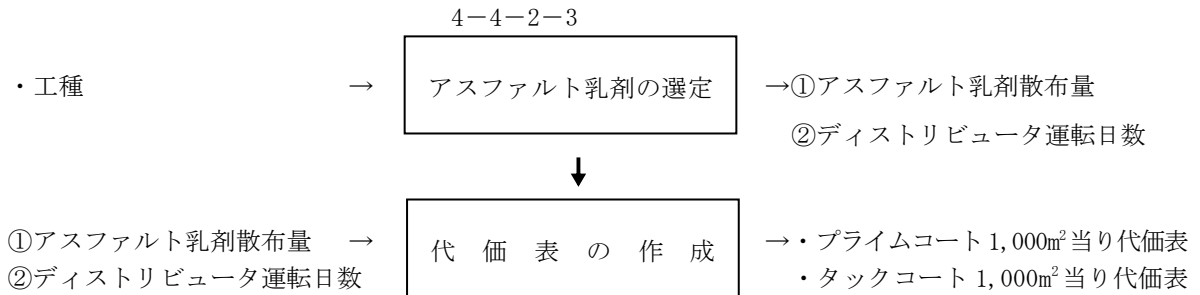 4－4－2－3
・工種 → アスファルト乳剤の選定 →①アスファルト乳剤散布量
②ディストリビュータ運転日数
①アスファルト乳剤散布量 → 代価表の作成 →・プライムコート 1,000m²当り代価表
②ディストリビュータ運転日数 ・タックコート 1,000m²当り代価表